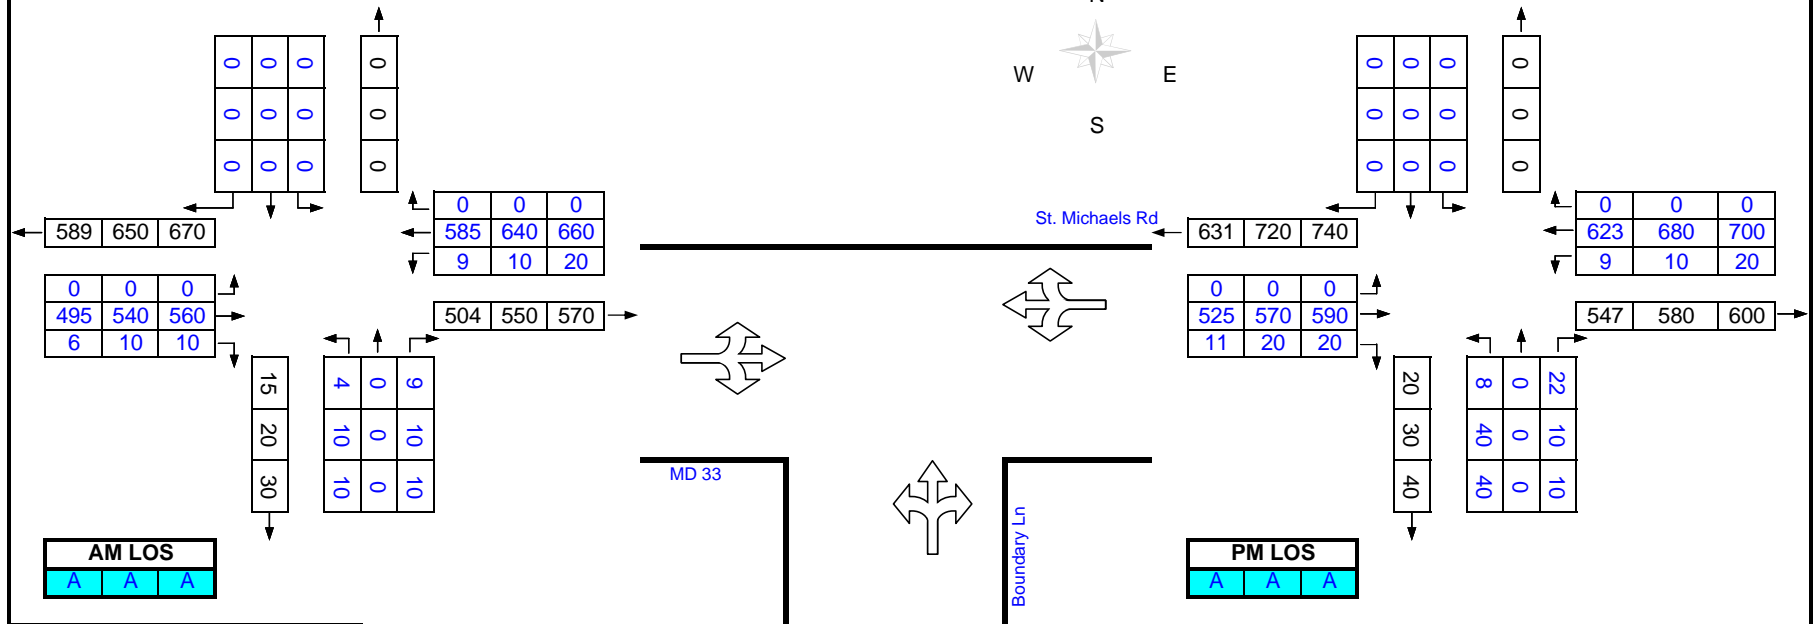 N
W E
S
0 0 0 0
0 0 0 0
0 0 0 0
589 650 670
0 0 0
585 640 660
9 10 20
0 0 0
495 540 560
6 10 10
504 550 570
15 20 30
4 10 10
0 0 0
9 10 10
AM LOS
A A A
St. Michaels Rd
MD 33
Boundary Ln
0 0 0 0
0 0 0 0
0 0 0 0
631 720 740
0 0 0
623 680 700
9 10 20
0 0 0
525 570 590
11 20 20
547 580 600
20 30 40
8 40 40
0 0 0
22 10 10
PM LOS
A A A